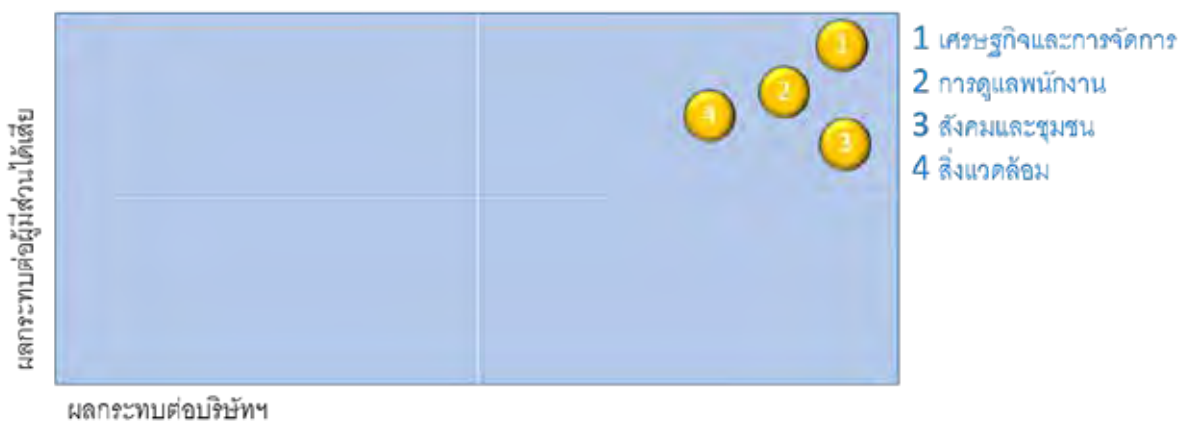 1
2
4
3
1 เศรษฐกิจและการจัดการ
2 การดูแลพนักงาน
3 สังคมและชุมชน
4 สิ่งแวดล้อม
ผลกระทบต่อผู้มีส่วนได้เสีย
ผลกระทบต่อบริษัทฯ